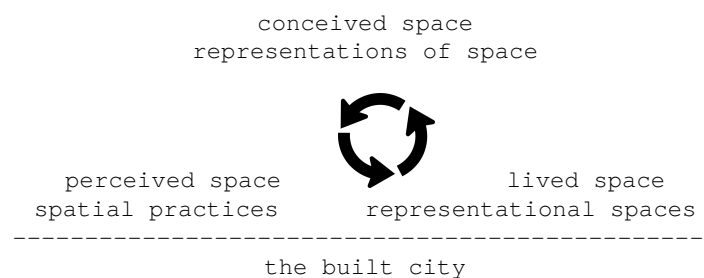 conceived space
representations of space
perceived space lived space
spatial practices representational spaces
the built city